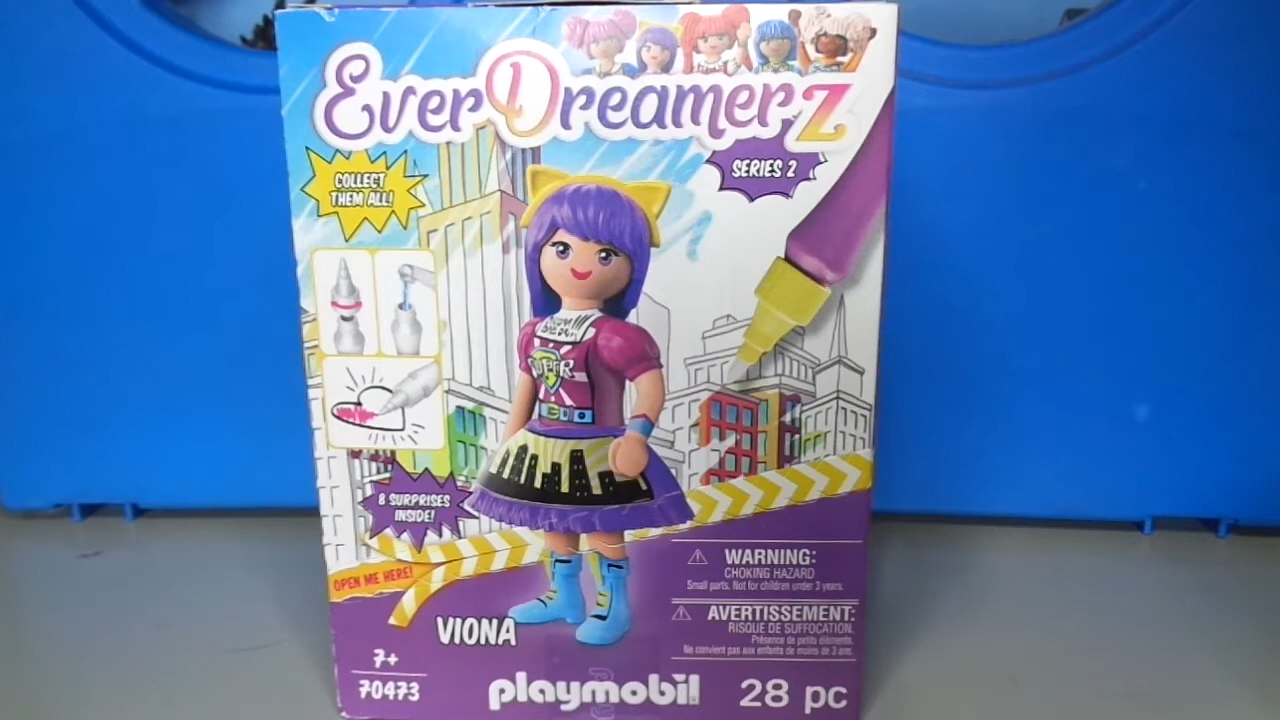 EverDreamerz
SERIES 2
COLLECT
THEM ALL!
SUPER
8 SURPRISES
INSIDE!
OPEN ME HERE!
WARNING:
CHOKING HAZARD
Small parts. Not for children under 3 years.
AVERTISSEMENT:
RISQUE DE SUFFOCATION.
Présence de petits éléments.
Ne convient pas aux enfants de moins de 3 ans.
VIONA
7+
70473
playmobil
28 pc